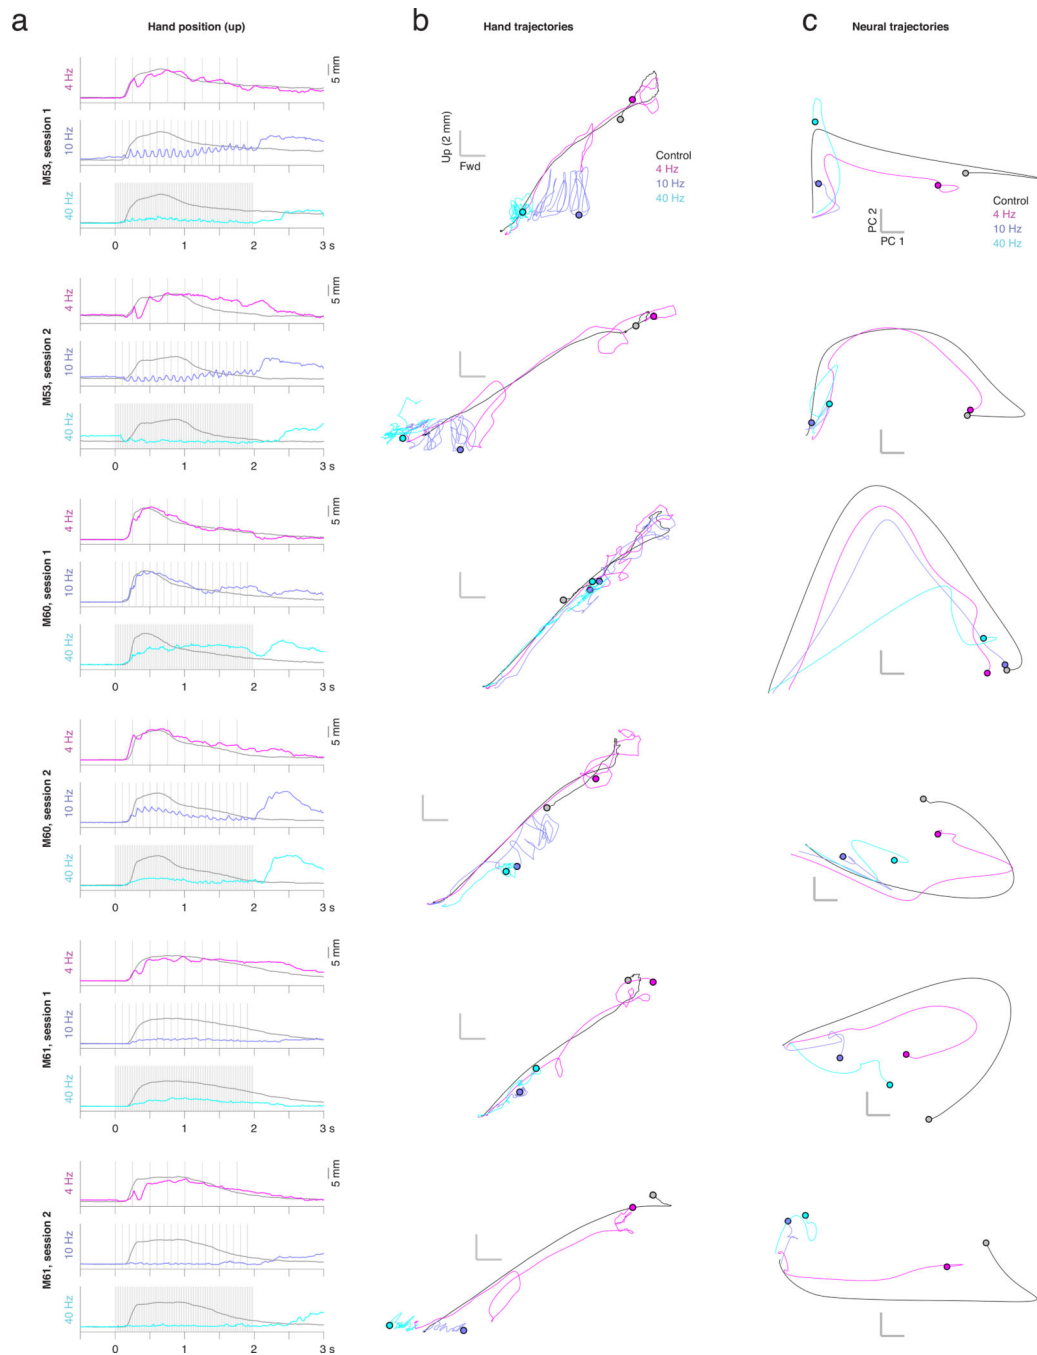 a
Hand position (up)
b
Hand trajectories
c
Neural trajectories
M53, session 1
4 Hz
5 mm
10 Hz
40 Hz
0
1
2
3 s
Up (2 mm)
Fwd
Control
4 Hz
10 Hz
40 Hz
PC 2
PC 1
Control
4 Hz
10 Hz
40 Hz
M53, session 2
4 Hz
5 mm
10 Hz
40 Hz
0
1
2
3 s
M60, session 1
4 Hz
5 mm
10 Hz
40 Hz
0
1
2
3 s
M60, session 2
4 Hz
5 mm
10 Hz
40 Hz
0
1
2
3 s
M61, session 1
4 Hz
5 mm
10 Hz
40 Hz
0
1
2
3 s
M61, session 2
4 Hz
5 mm
10 Hz
40 Hz
0
1
2
3 s